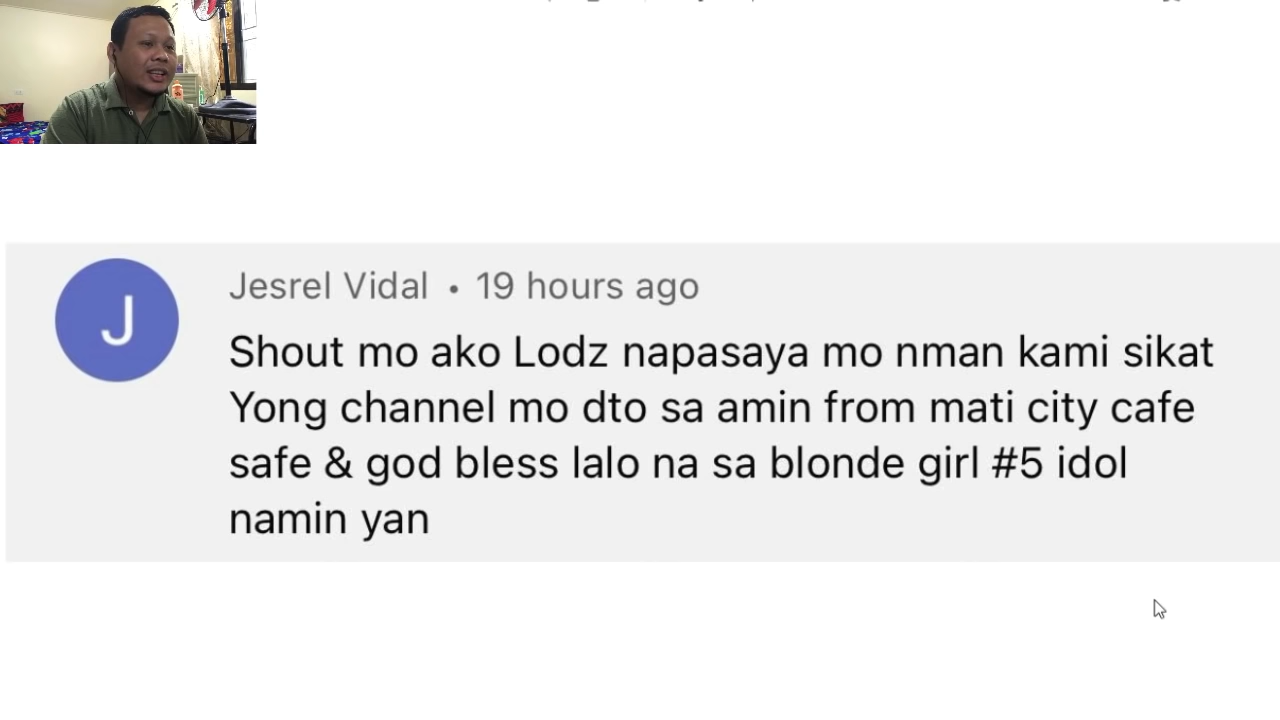 J
Jesrel Vidal • 19 hours ago
Shout mo ako Lodz napasaya mo nman kami sikat
Yong channel mo dto sa amin from mati city cafe
safe & god bless lalo na sa blonde girl #5 idol
namin yan